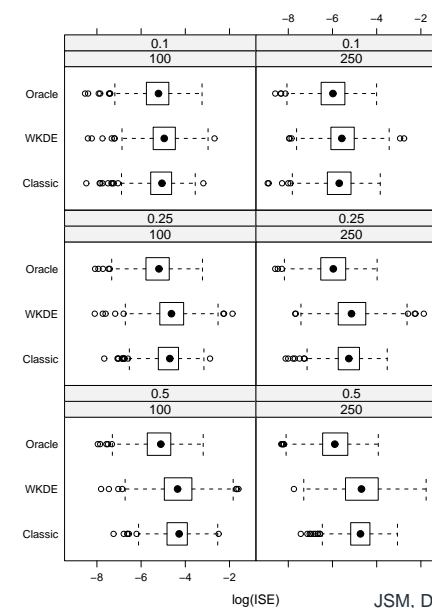 −8 −6 −4 −2
0.1 0.1
100 250
Oracle
WKDE
Classic
0.25 0.25
100 250
Oracle
WKDE
Classic
0.5 0.5
100 250
Oracle
WKDE
Classic
−8 −6 −4 −2
log(ISE)
JSM, D